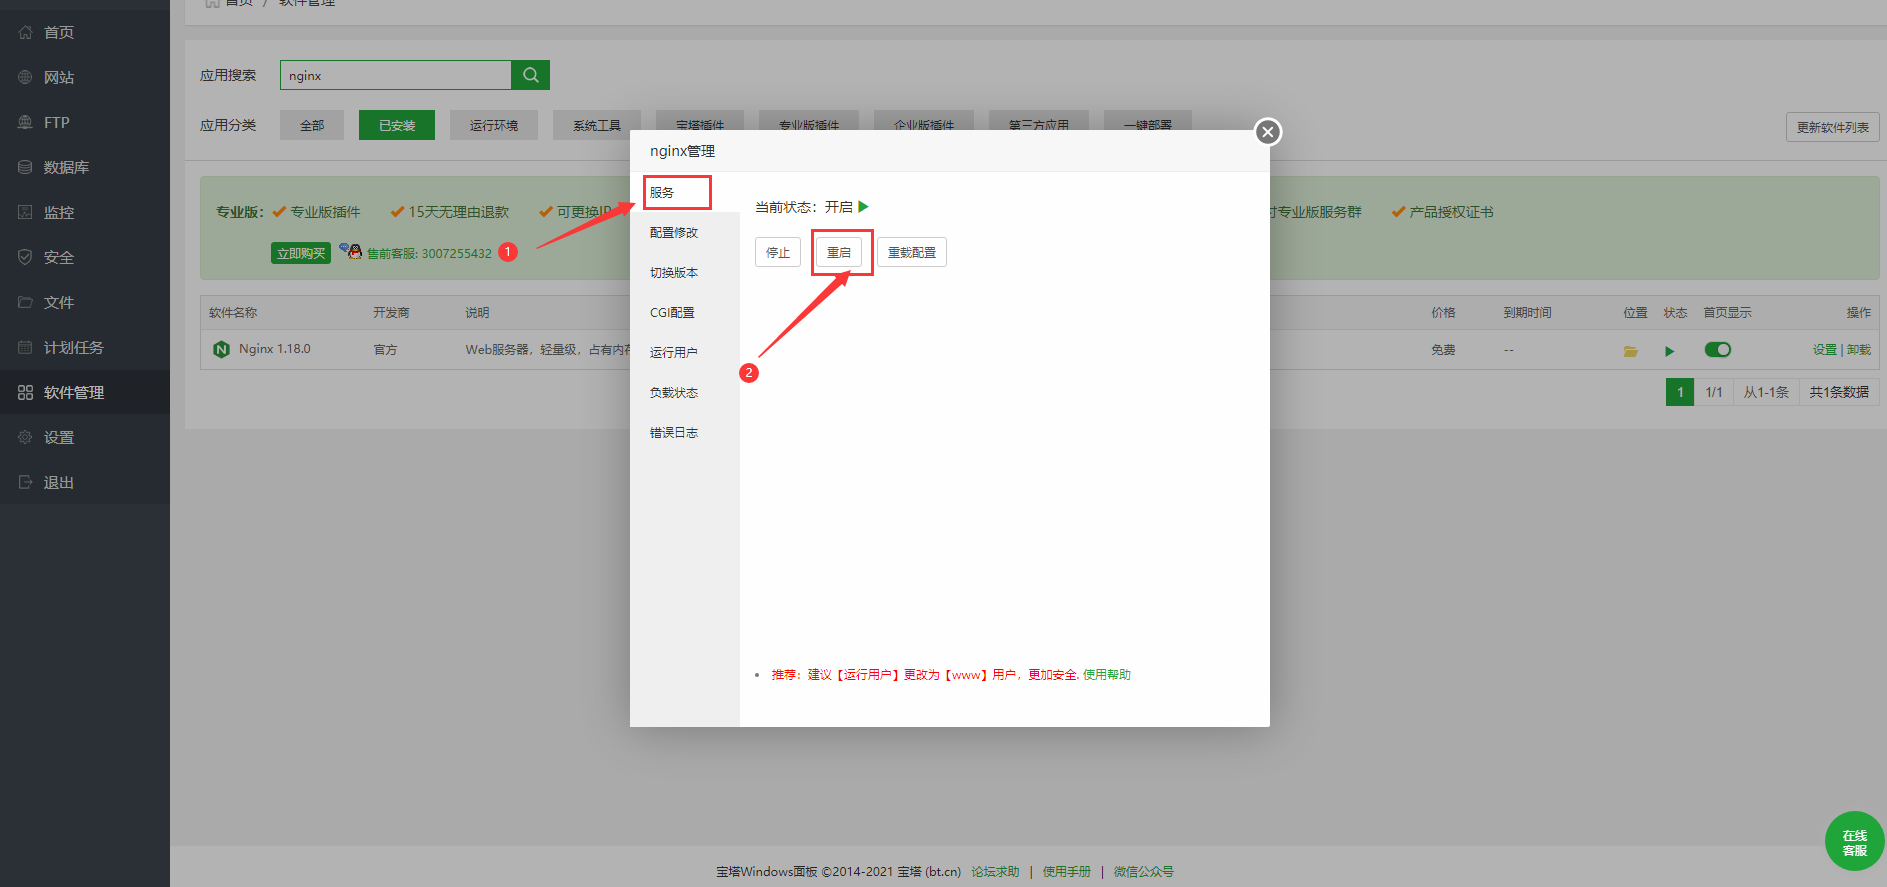 首页 / 软件管理
首页
网站
FTP
数据库
监控
安全
文件
计划任务
软件管理
设置
退出
应用搜索 nginx
应用分类 全部 已安装 运行环境 系统工具 宝塔插件 专业版插件 企业版插件 第三方应用 一键部署
更新软件列表
专业版： 专业版插件 15天无理由退款 可更换IP
时专业版服务群 产品授权证书
立即购买 售前客服: 3007255432 1
软件名称 开发商 说明 价格 到期时间 位置 状态 首页显示 操作
Nginx 1.18.0 官方 Web服务器，轻量级，占有内存 免费 -- 设置 | 卸载
1 1/1 从1-1条 共1条数据
nginx管理
服务
配置修改
切换版本
CGI配置
运行用户
负载状态
错误日志
当前状态：开启
停止 重启 重载配置
2
推荐：建议【运行用户】更改为【www】用户，更加安全. 使用帮助
在线
客服
宝塔Windows面板 ©2014-2021 宝塔 (bt.cn) 论坛求助 | 使用手册 | 微信公众号